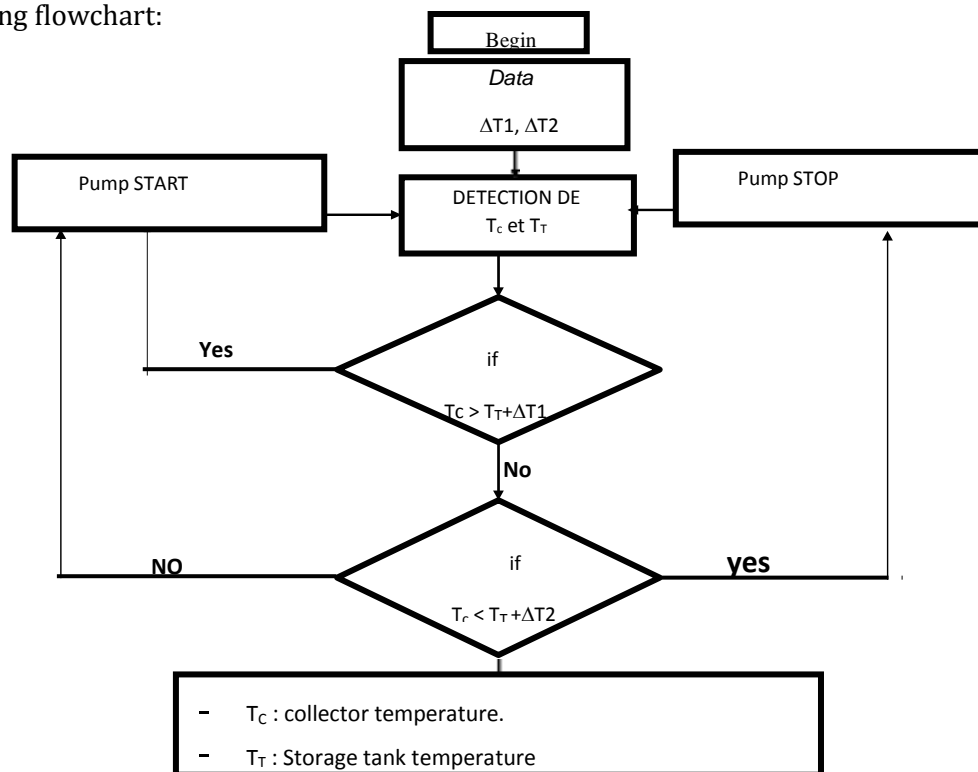 ng flowchart:
Begin
Data
ΔT1, ΔT2
Pump START
DETECTION DE
Tc et TT
Pump STOP
Yes
if
Tc > TT+ΔT1
No
NO
if
yes
Tc < TT +ΔT2
- TC : collector temperature.
- TT : Storage tank temperature